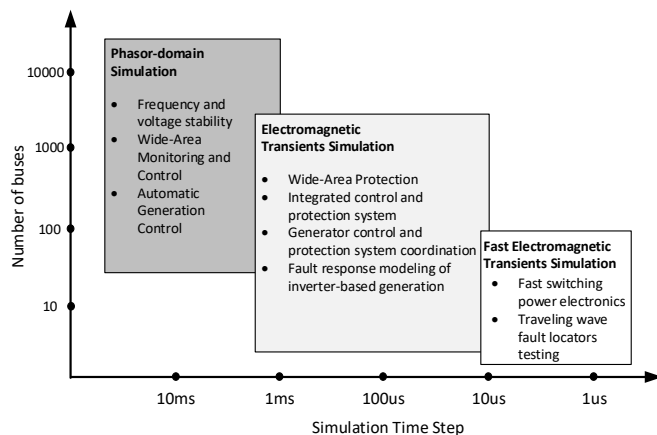 Number of buses
10000
1000
100
10
Phasor-domain
Simulation
• Frequency and
voltage stability
• Wide-Area
Monitoring and
Control
• Automatic
Generation
Control
Electromagnetic
Transients Simulation
• Wide-Area Protection
• Integrated control and
protection system
• Generator control and
protection system coordination
• Fault response modeling of
inverter-based generation
Fast Electromagnetic
Transients Simulation
• Fast switching
power electronics
• Traveling wave
fault locators
testing
10ms
1ms
100us
10us
1us
Simulation Time Step